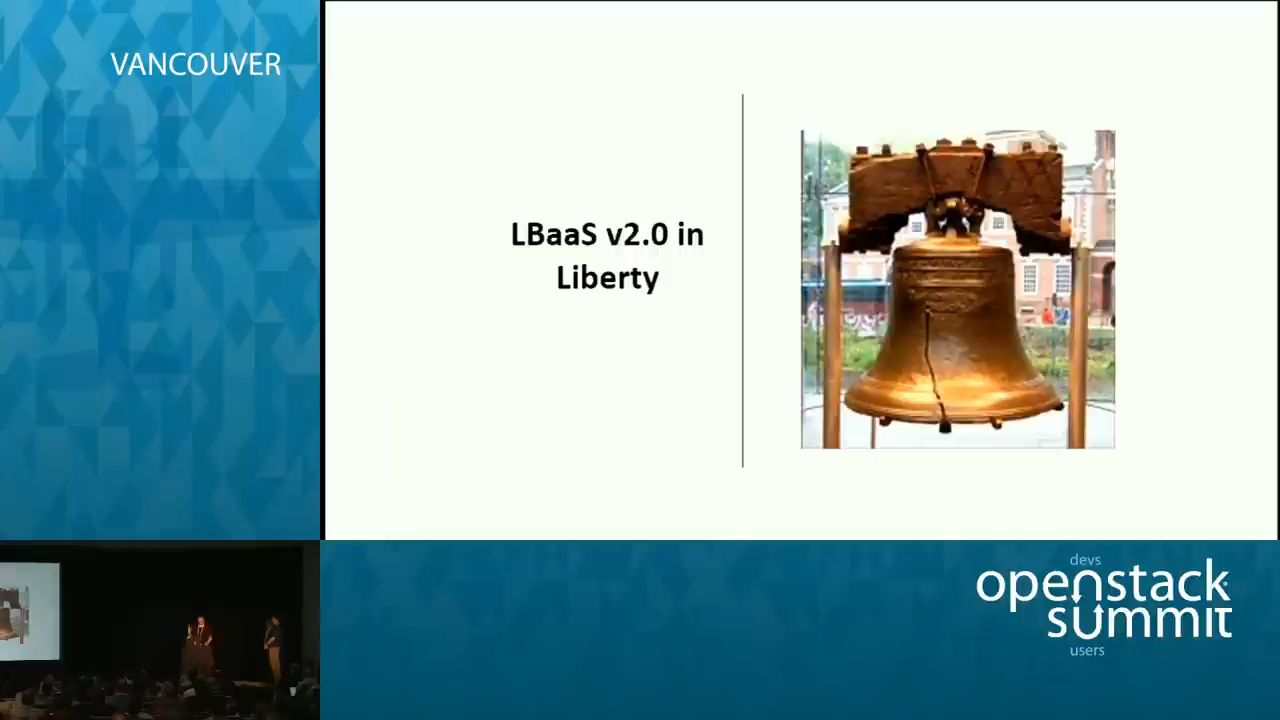 VANCOUVER
LBaaS v2.0 in
Liberty
devs
openstack
summit
users